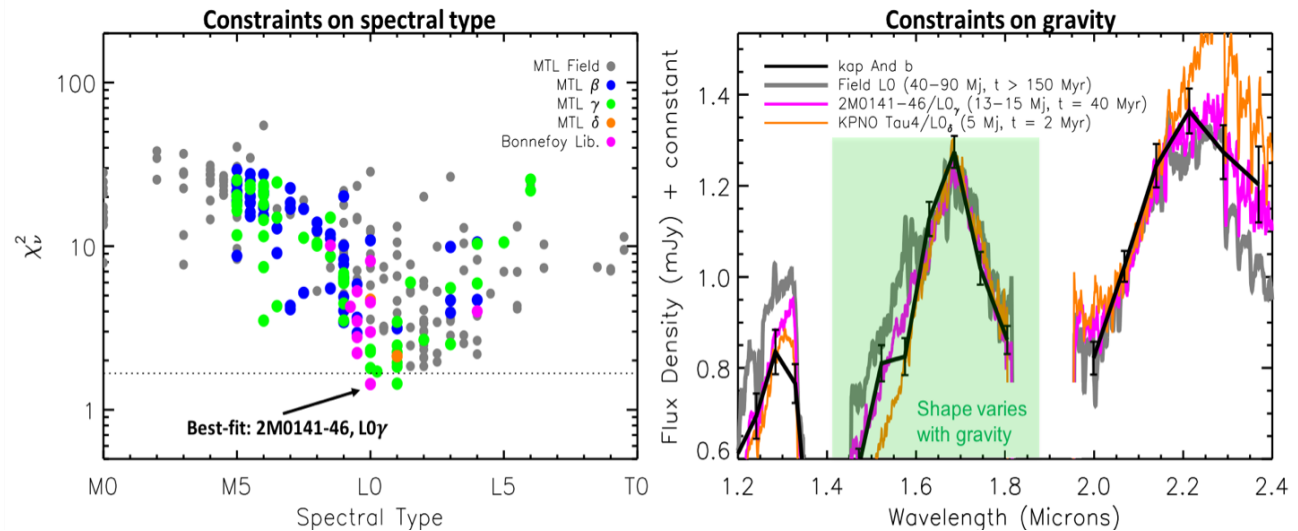 Constraints on spectral type
100
10
1
χ²ᵥ
MTL Field
MTL β
MTL γ
MTL δ
Bonnefoy Lib.
Best-fit: 2M0141-46, L0γ
M0 M5 L0 L5 T0
Spectral Type
Constraints on gravity
Flux Density (mJy) + connstant
1.4
1.2
1.0
0.8
0.6
kap And b
Field L0 (40-90 Mj, t > 150 Myr)
2M0141-46/L0γ (13-15 Mj, t = 40 Myr)
KPNO Tau4/L0δ (5 Mj, t = 2 Myr)
Shape varies
with gravity
1.2 1.4 1.6 1.8 2.0 2.2 2.4
Wavelength (Microns)